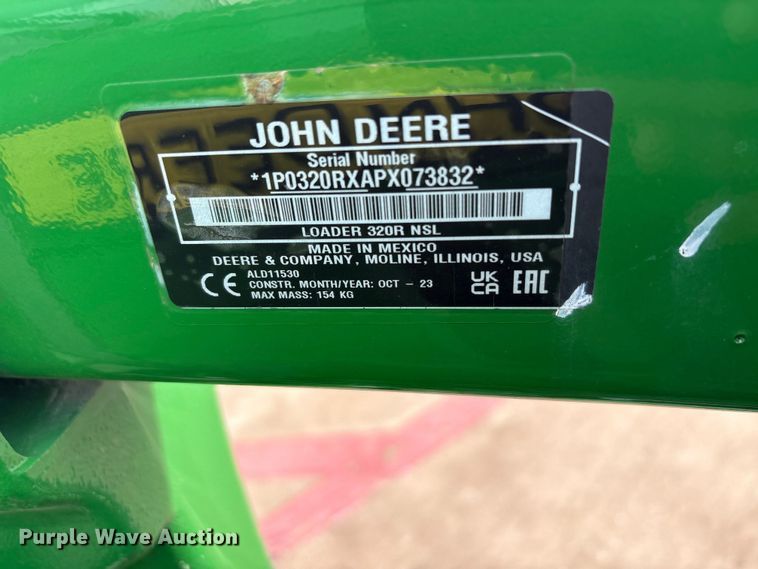 JOHN DEERE
Serial Number
*1P0320RXAPX073832*
LOADER 320R NSL
MADE IN MEXICO
DEERE & COMPANY, MOLINE, ILLINOIS, USA
ALD11530
CE CONSTR. MONTH/YEAR: OCT - 23
MAX MASS: 154 KG
UK
CA
EAC
Purple Wave Auction